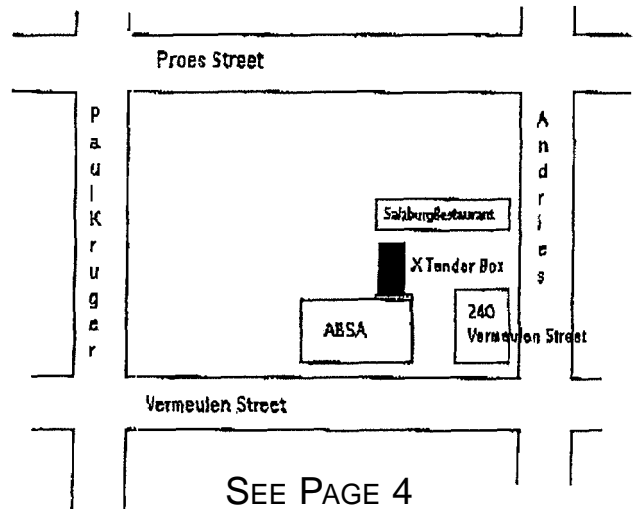 Proes Street
Paul Kruger
Andries
Salzburg Restaurant
X Tender Box
ABSA
240
Vermeulen Street
Vermeulen Street
SEE PAGE 4